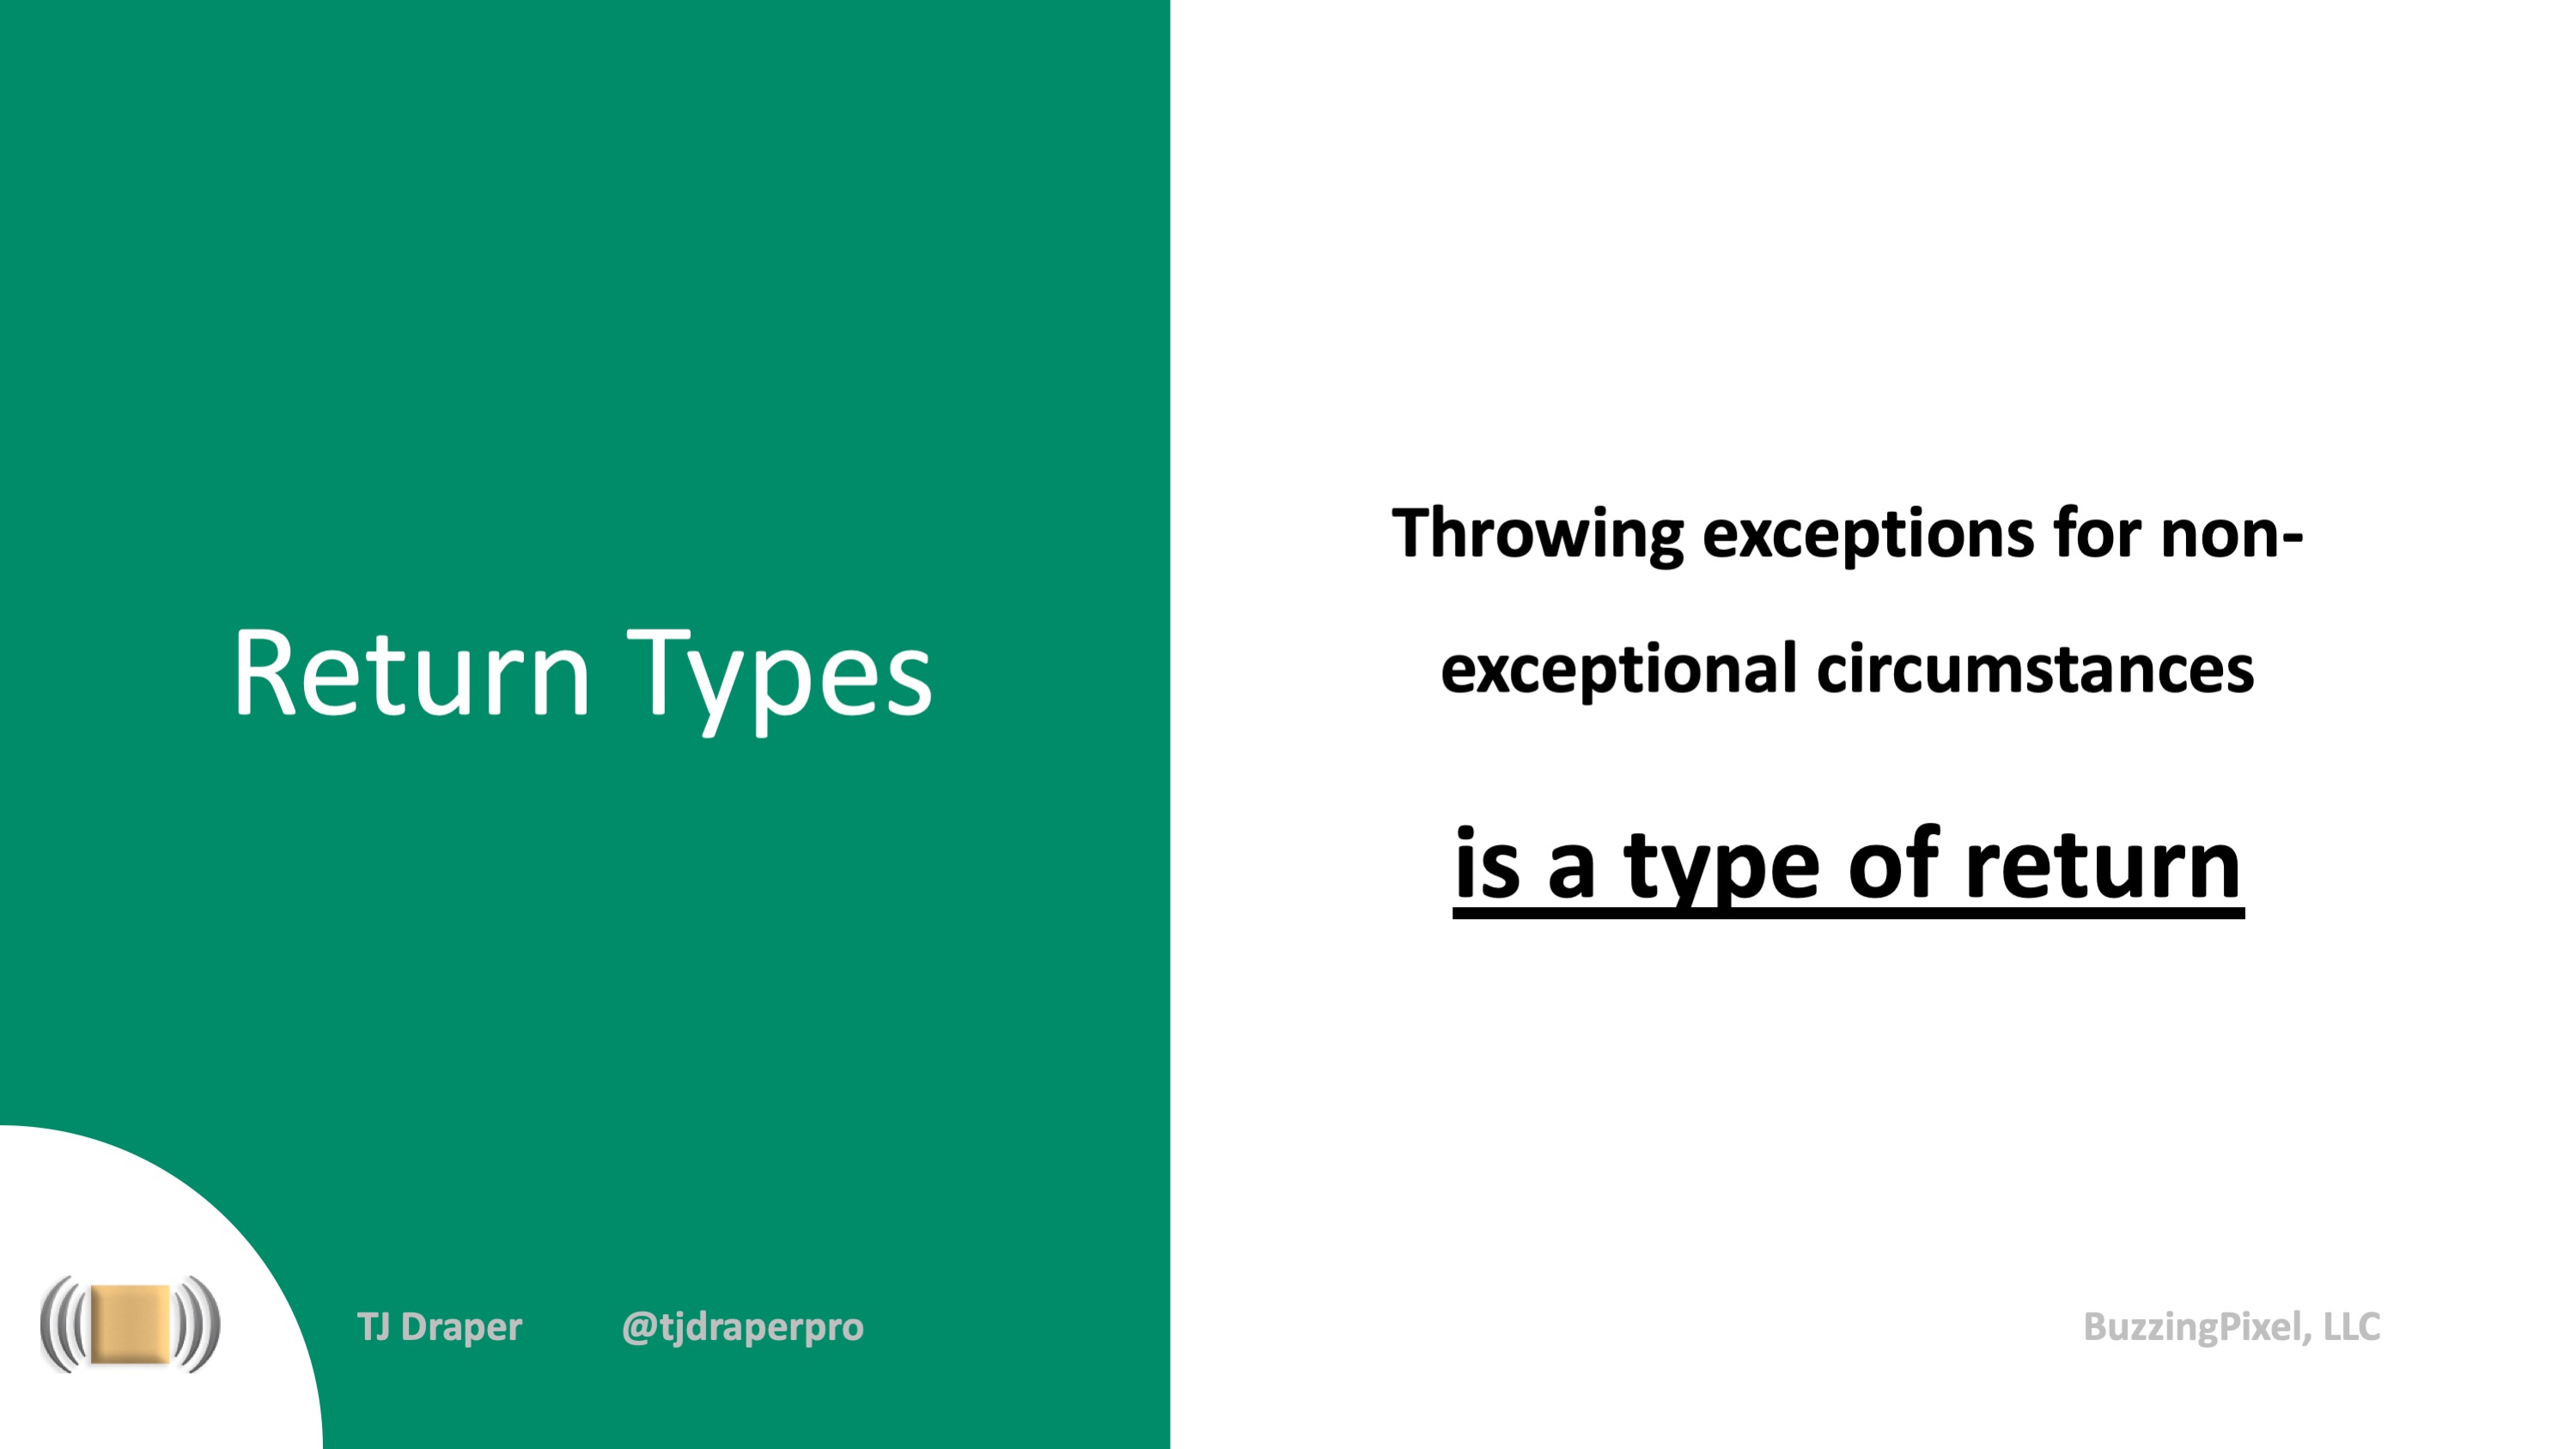 Return Types
Throwing exceptions for non-
exceptional circumstances
is a type of return
TJ Draper
@tjdraperpro
BuzzingPixel, LLC